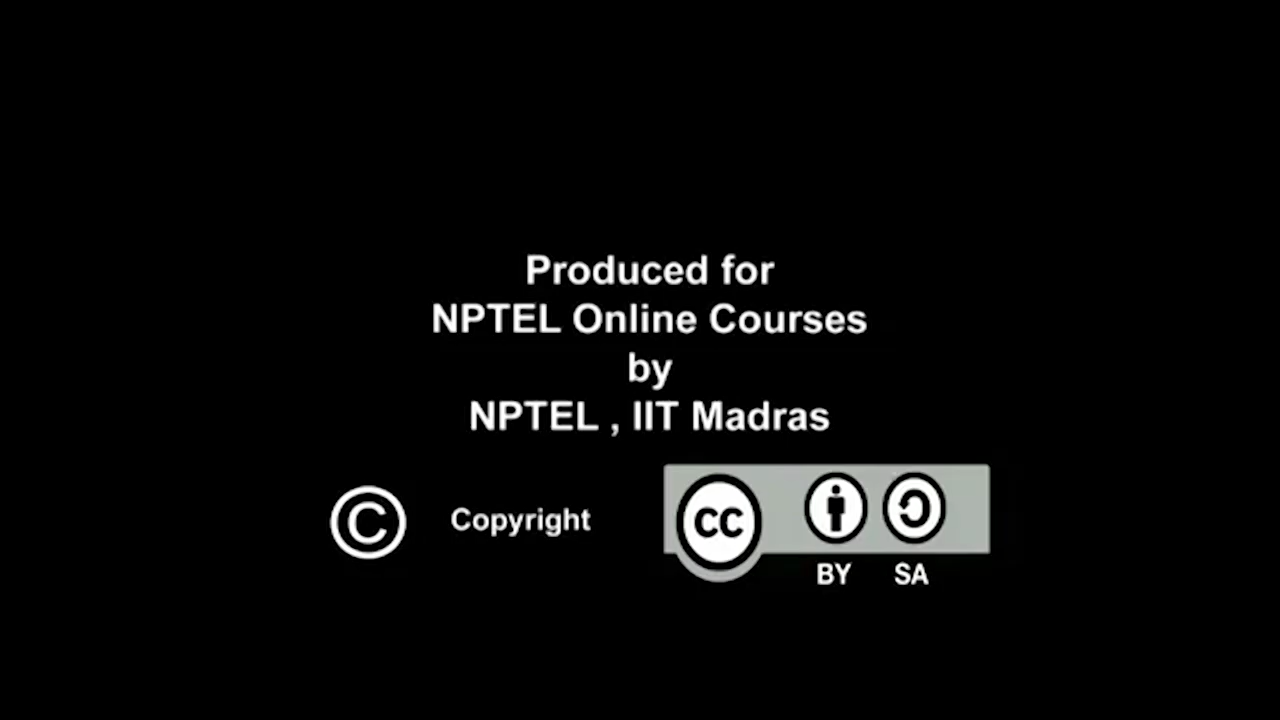 Produced for
NPTEL Online Courses
by
NPTEL , IIT Madras
© Copyright
cc
BY SA